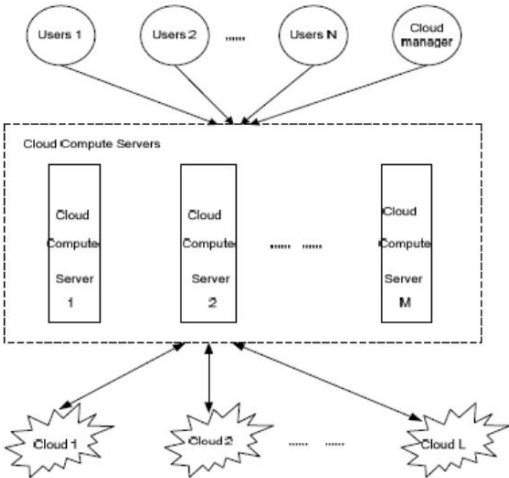 Users 1
Users 2
......
Users N
Cloud
manager
Cloud Compute Servers
Cloud
Compute
Server
1
Cloud
Compute
Server
2
...... ......
Cloud
Compute
Server
M
Cloud 1
Cloud 2
...... ......
Cloud L